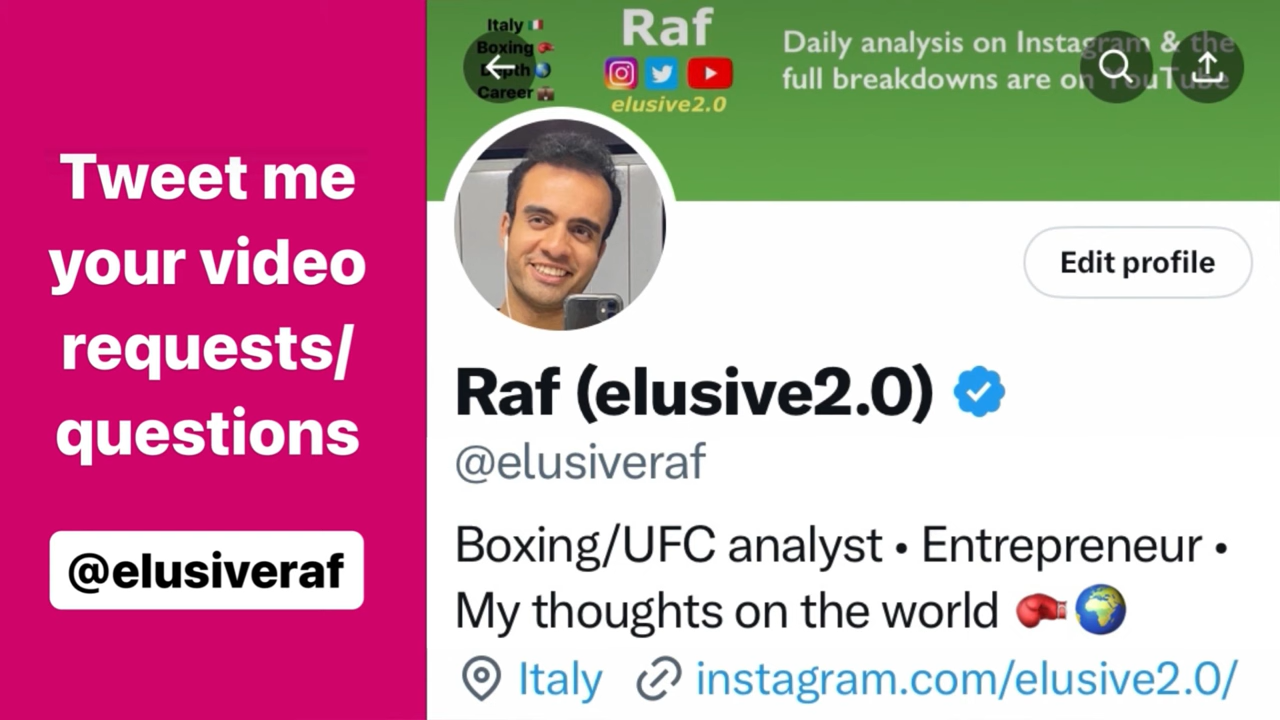 Tweet me
your video
requests/
questions
@elusiveraf
Italy 🇮🇹
Boxing 🥊
Depth 🌎
Career 💼
Raf
elusive2.0
Daily analysis on Instagram & the
full breakdowns are on YouTube
Edit profile
Raf (elusive2.0)
@elusiveraf
Boxing/UFC analyst • Entrepreneur •
My thoughts on the world 🥊🌍
Italy instagram.com/elusive2.0/